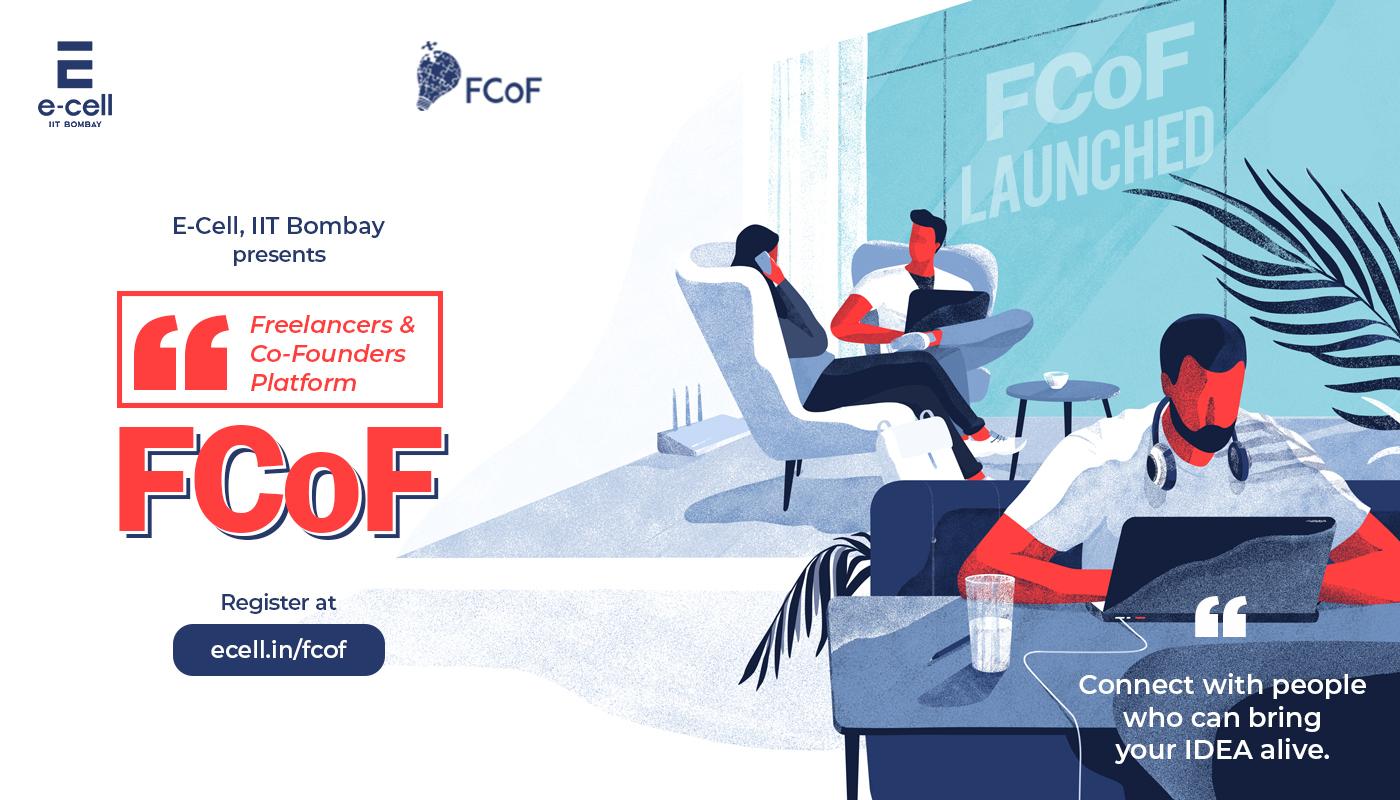 e-cell
IIT BOMBAY
FCoF
FCoF
LAUNCHED
E-Cell, IIT Bombay
presents
Freelancers &
Co-Founders
Platform
FCoF
Register at
ecell.in/fcof
Connect with people
who can bring
your IDEA alive.